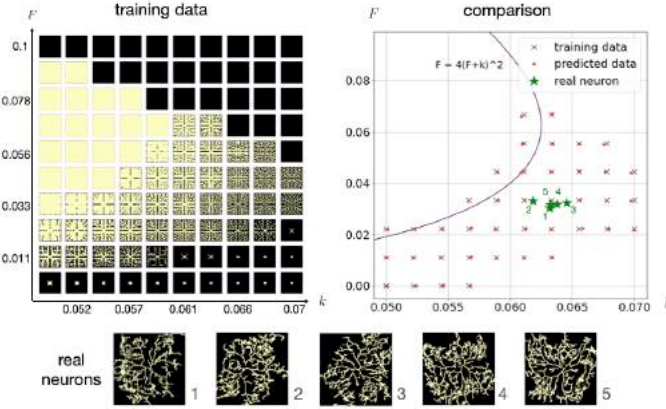 training data
F
0.1
0.078
0.056
0.033
0.011
0.052
0.057
0.061
0.066
0.07
k
comparison
F
F = 4(F+k)^2
training data
predicted data
real neuron
0.08
0.06
0.04
0.02
0.00
5
4
2
3
1
0.050
0.055
0.060
0.065
0.070
real
neurons
1
2
3
4
5